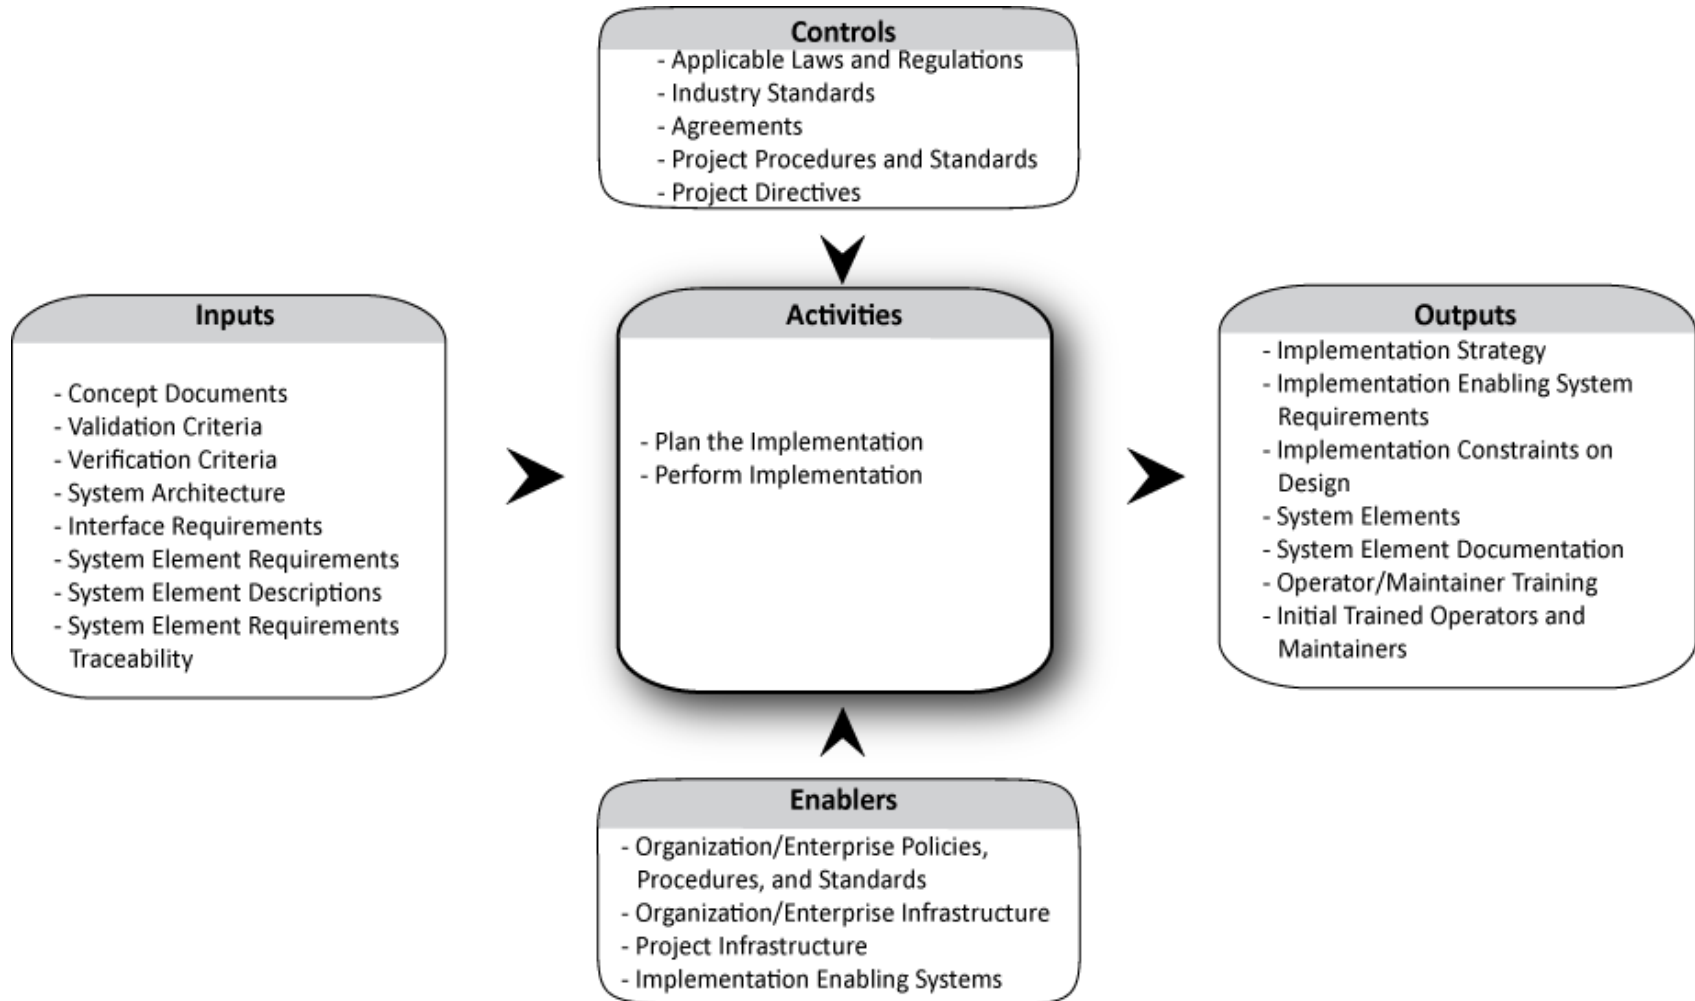 Controls
- Applicable Laws and Regulations
- Industry Standards
- Agreements
- Project Procedures and Standards
- Project Directives
Inputs
- Concept Documents
- Validation Criteria
- Verification Criteria
- System Architecture
- Interface Requirements
- System Element Requirements
- System Element Descriptions
- System Element Requirements
Traceability
Activities
- Plan the Implementation
- Perform Implementation
Outputs
- Implementation Strategy
- Implementation Enabling System
Requirements
- Implementation Constraints on
Design
- System Elements
- System Element Documentation
- Operator/Maintainer Training
- Initial Trained Operators and
Maintainers
Enablers
- Organization/Enterprise Policies,
Procedures, and Standards
- Organization/Enterprise Infrastructure
- Project Infrastructure
- Implementation Enabling Systems